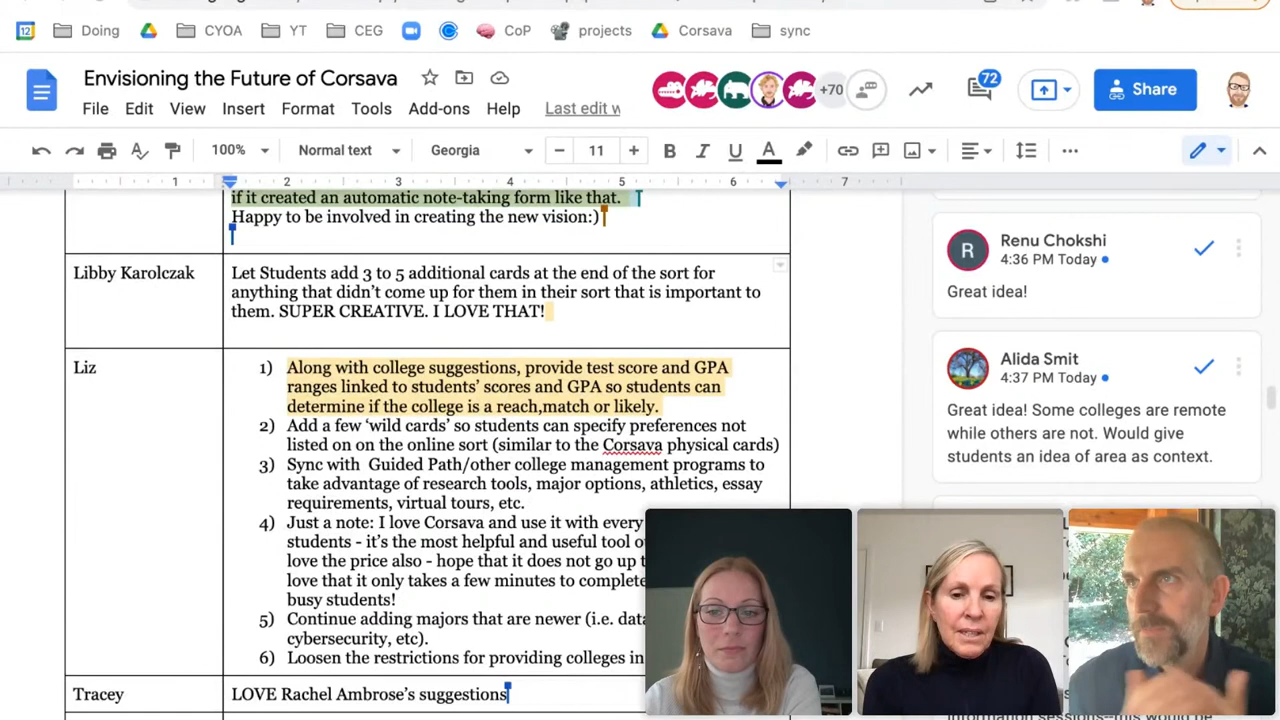 Doing
CYOA
YT
CEG
CoP
projects
Corsava
sync
Envisioning the Future of Corsava
+70
72
Share
File Edit View Insert Format Tools Add-ons Help Last edit w
100% Normal text Georgia 11
1 2 3 4 5 6 7
if it created an automatic note-taking form like that.
Happy to be involved in creating the new vision:)
Libby Karolczak
Let Students add 3 to 5 additional cards at the end of the sort for
anything that didn't come up for them in their sort that is important to
them. SUPER CREATIVE. I LOVE THAT!
Liz
1) Along with college suggestions, provide test score and GPA
ranges linked to students' scores and GPA so students can
determine if the college is a reach,match or likely.
2) Add a few 'wild cards' so students can specify preferences not
listed on on the online sort (similar to the Corsava physical cards)
3) Sync with Guided Path/other college management programs to
take advantage of research tools, major options, athletics, essay
requirements, virtual tours, etc.
4) Just a note: I love Corsava and use it with every
students - it's the most helpful and useful tool
love the price also - hope that it does not go up
love that it only takes a few minutes to complete
busy students!
5) Continue adding majors that are newer (i.e.
cybersecurity, etc).
6) Loosen the restrictions for providing colleges in
Tracey
LOVE Rachel Ambrose's suggestions
R
Renu Chokshi
4:36 PM Today
Great idea!
Alida Smit
4:37 PM Today
Great idea! Some colleges are remote
while others are not. Would give
students an idea of area as context.